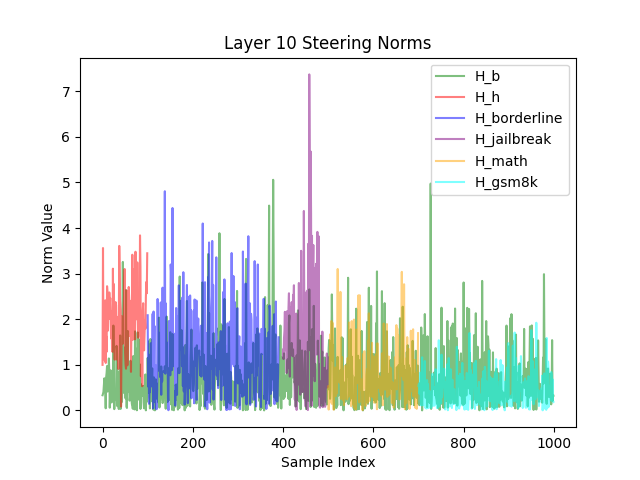 Layer 10 Steering Norms
H_b
H_h
H_borderline
H_jailbreak
H_math
H_gsm8k
7
6
5
4
3
2
1
0
Norm Value
0 200 400 600 800 1000
Sample Index